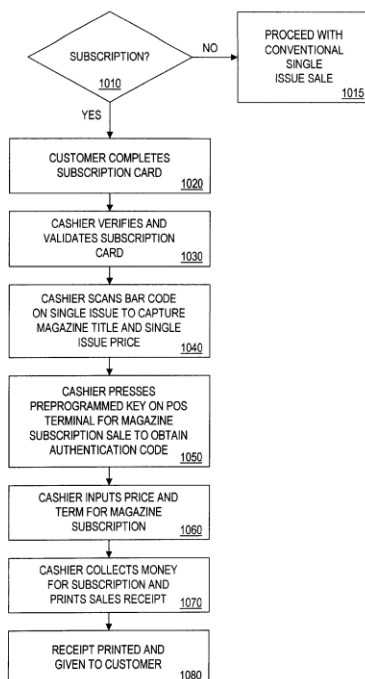 SUBSCRIPTION?
1010
NO
PROCEED WITH
CONVENTIONAL
SINGLE
ISSUE SALE
1015
YES
CUSTOMER COMPLETES
SUBSCRIPTION CARD
1020
CASHIER VERIFIES AND
VALIDATES SUBSCRIPTION
CARD
1030
CASHIER SCANS BAR CODE
ON SINGLE ISSUE TO CAPTURE
MAGAZINE TITLE AND SINGLE
ISSUE PRICE
1040
CASHIER PRESSES
PREPROGRAMMED KEY ON POS
TERMINAL FOR MAGAZINE
SUBSCRIPTION SALE TO OBTAIN
AUTHENTICATION CODE
1050
CASHIER INPUTS PRICE AND
TERM FOR MAGAZINE
SUBSCRIPTION
1060
CASHIER COLLECTS MONEY
FOR SUBSCRIPTION AND
PRINTS SALES RECEIPT
1070
RECEIPT PRINTED AND
GIVEN TO CUSTOMER
1080